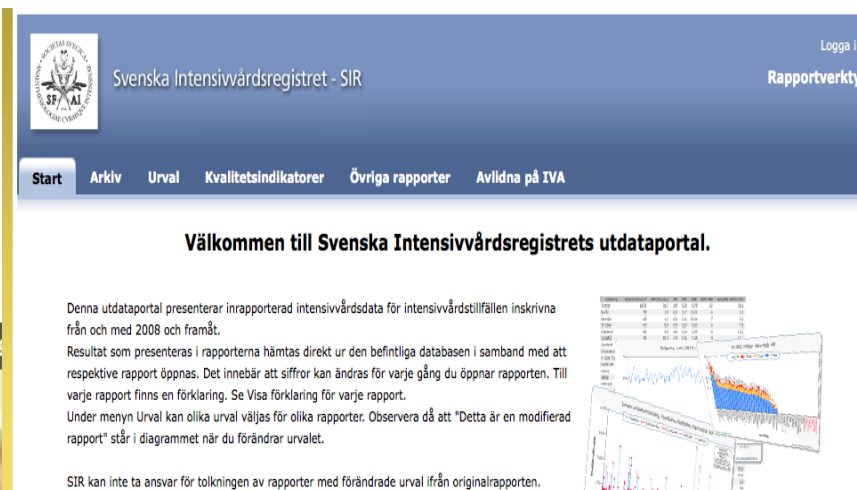 Logga i
Svenska Intensivvårdsregistret - SIR
Rapportverkty
SF AI
Start Arkiv Urval Kvalitetsindikatorer Övriga rapporter Avlidna på IVA
Välkommen till Svenska Intensivvårdsregistrets utdataportal.
Denna utdataportal presenterar inrapporterad intensivvårdsdata för intensivvårdstillfällen inskrivna
från och med 2008 och framåt.
Resultat som presenteras i rapporterna hämtas direkt ur den befintliga databasen i samband med att
respektive rapport öppnas. Det innebär att siffror kan ändras för varje gång du öppnar rapporten. Till
varje rapport finns en förklaring. Se Visa förklaring för varje rapport.
Under menyn Urval kan olika urval väljas för olika rapporter. Observera då att "Detta är en modifierad
rapport" står i diagrammet när du förändrar urvalet.
SIR kan inte ta ansvar för tolkningen av rapporter med förändrade urval ifrån originalrapporten.